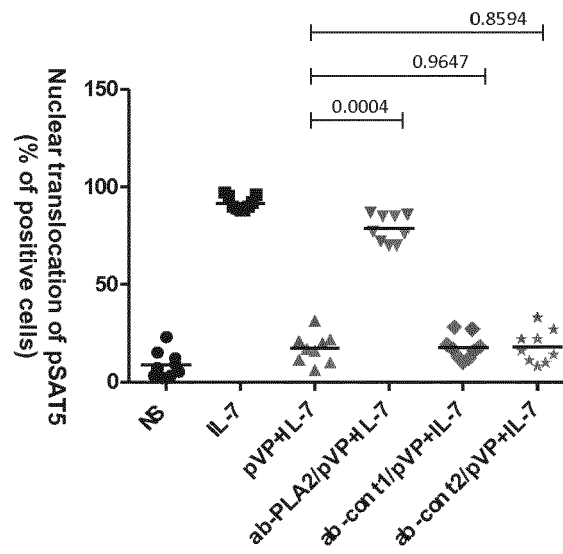 0.8594
0.9647
0.0004
Nuclear translocation of pSAT5
(% of positive cells)
150
100
50
0
NS
IL-7
pVP+IL-7
ab-PLA2/pVP+IL-7
ab-cont1/pVP+IL-7
ab-cont2/pVP+IL-7